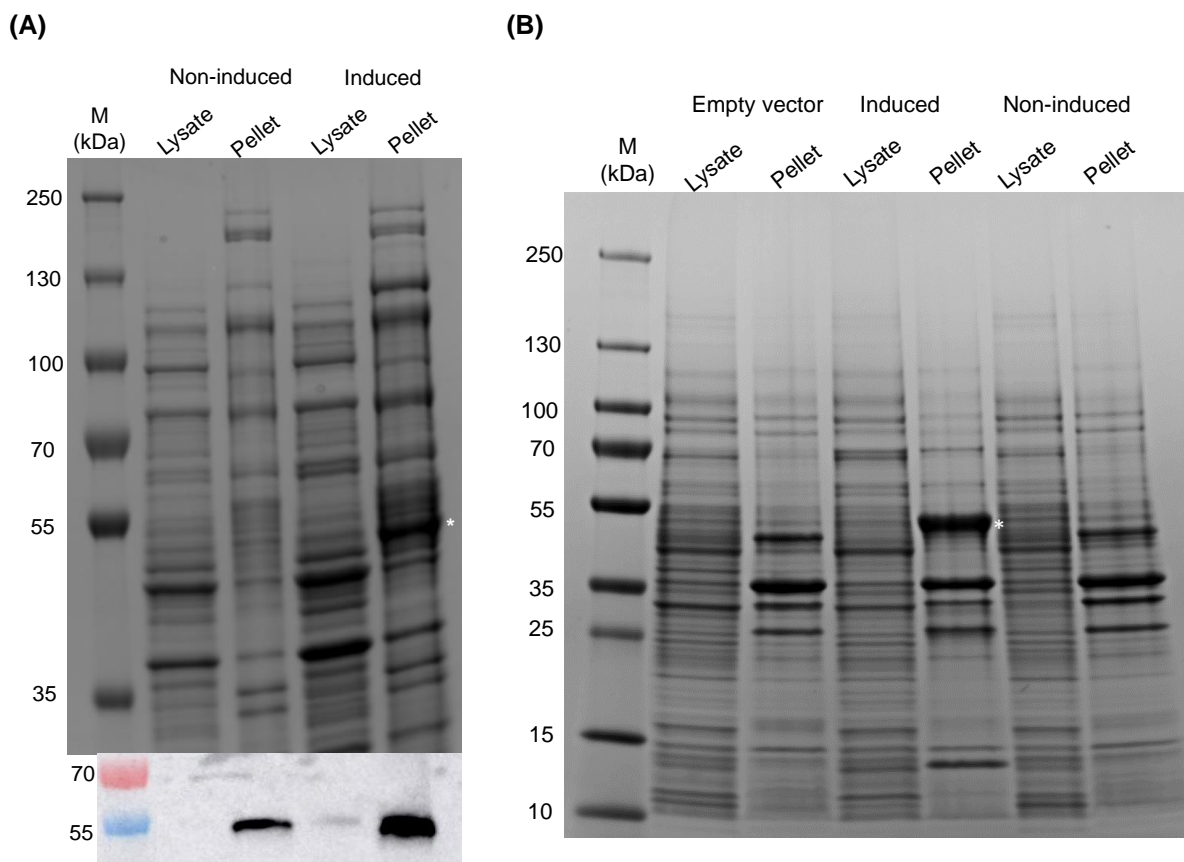 (A)
Non-induced Induced
M
(kDa)
Lysate Pellet Lysate Pellet
250
130
100
70
55
*
35
70
55
(B)
Empty vector Induced Non-induced
M
(kDa)
Lysate Pellet Lysate Pellet Lysate Pellet
250
130
100
70
55
*
35
25
15
10